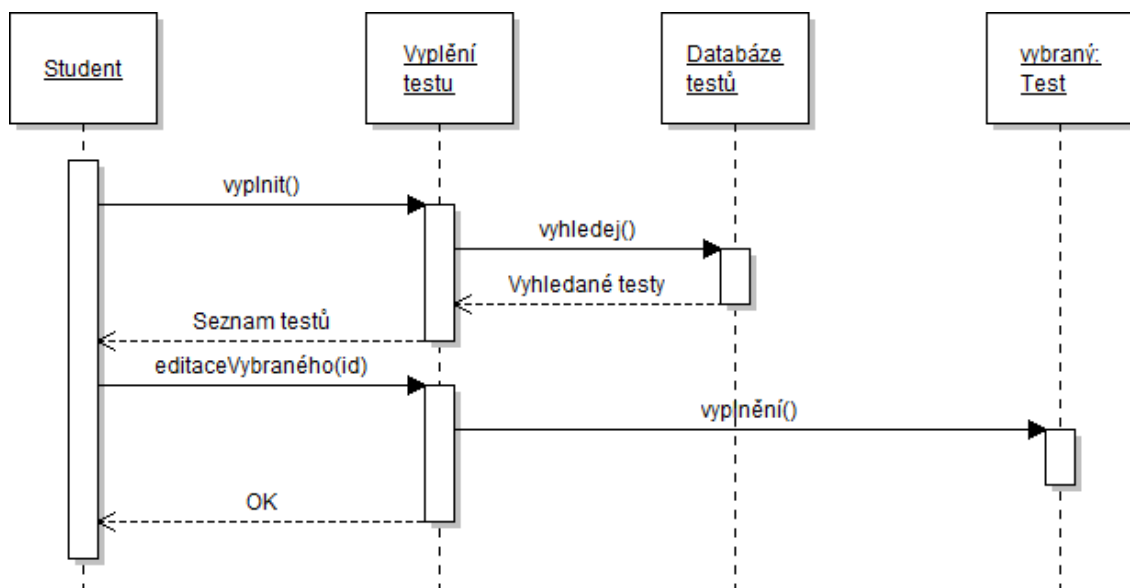 Student
Vyplění
testu
Databáze
testů
vybraný:
Test
vyplnit()
vyhledej()
Vyhledané testy
Seznam testů
editaceVybraného(id)
vyplnění()
OK